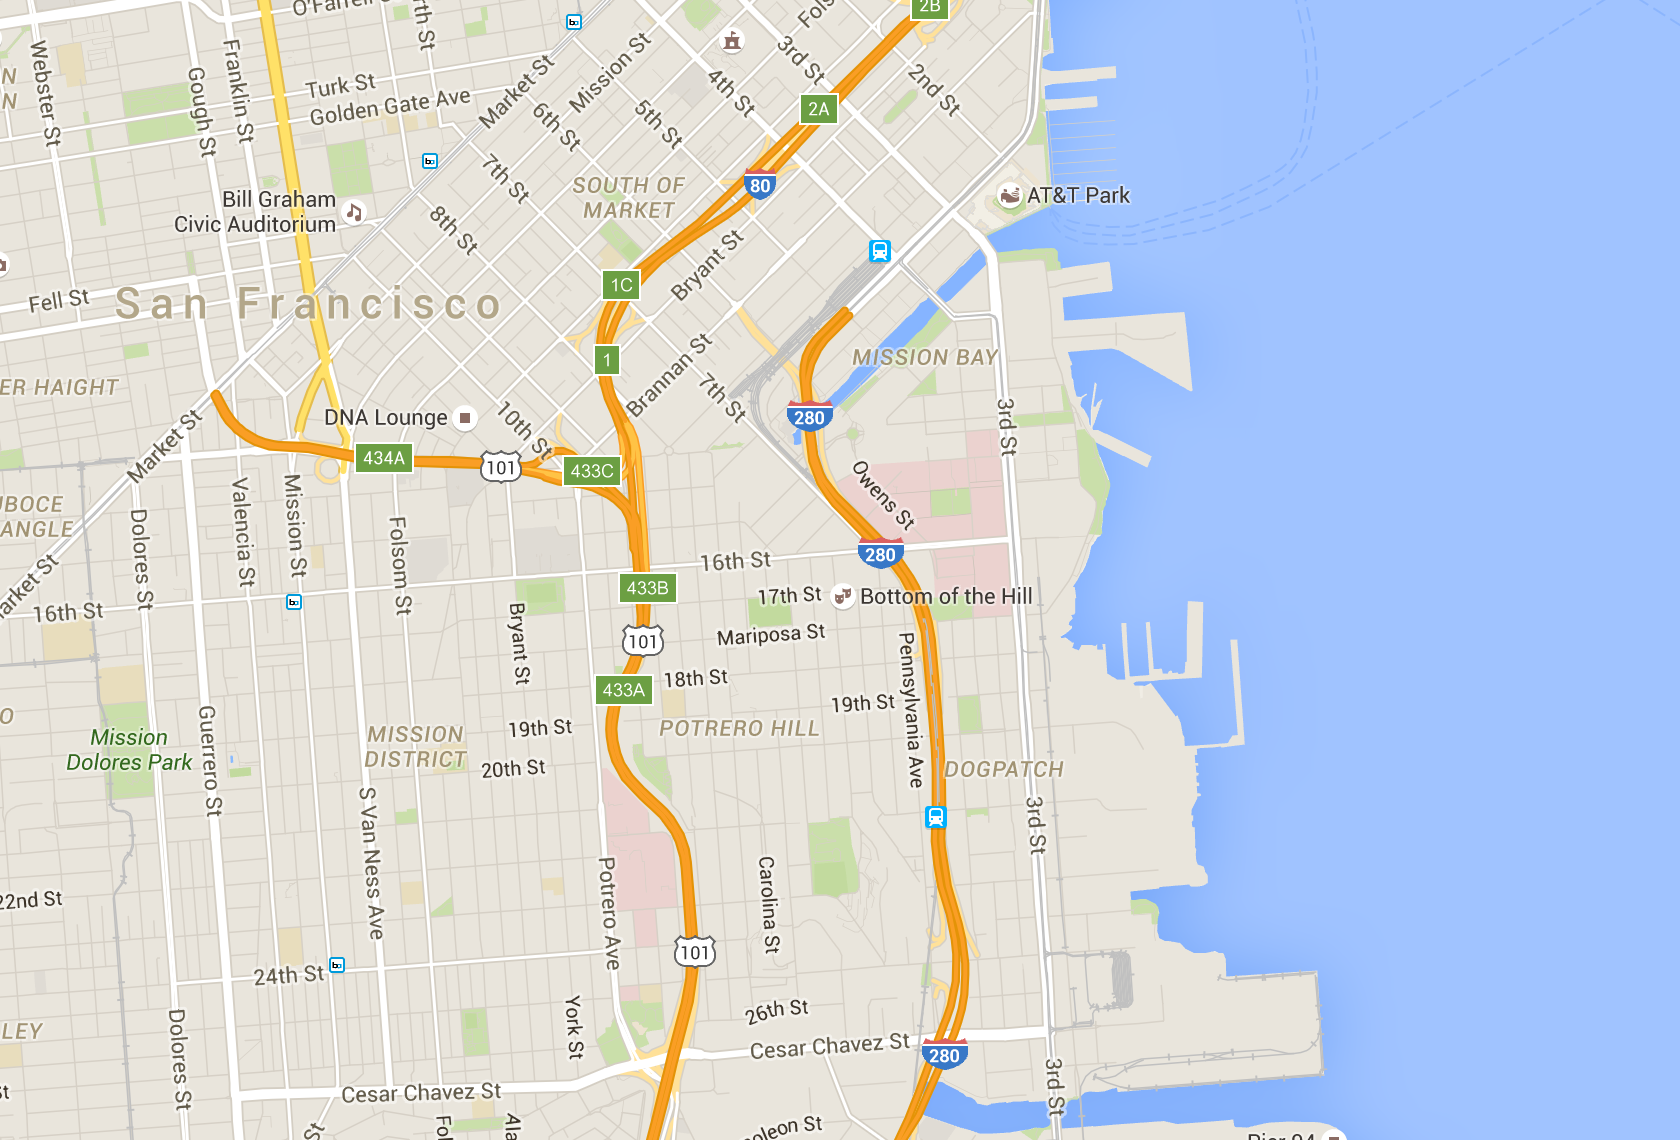 O'Farrell S
2B
Webster St
Gough St
Franklin St
Turk St
Golden Gate Ave
Market St
Mission St
3rd St
4th St
2nd St
2A
5th St
6th St
7th St
8th St
SOUTH OF
MARKET
80
AT&T Park
Bill Graham
Civic Auditorium
Bryant St
1C
Fell St
San Francisco
1
MISSION BAY
Brannan St
7th St
ER HAIGHT
DNA Lounge
10th St
280
3rd St
Market St
434A
101
433C
Owens St
UBOCE
ANGLE
Dolores St
Valencia St
Mission St
Folsom St
16th St
280
433B
17th St
Bottom of the Hill
arket St
16th St
Bryant St
101
Mariposa St
Pennsylvania Ave
433A
18th St
19th St
O
Mission
Dolores Park
Guerrero St
MISSION
DISTRICT
19th St
POTRERO HILL
20th St
DOGPATCH
S Van Ness Ave
3rd St
Potrero Ave
Carolina St
22nd St
101
24th St
York St
26th St
LEY
Dolores St
Cesar Chavez St
280
Cesar Chavez St
3rd St
St
Fol
Ala
oleon St
Pier 94